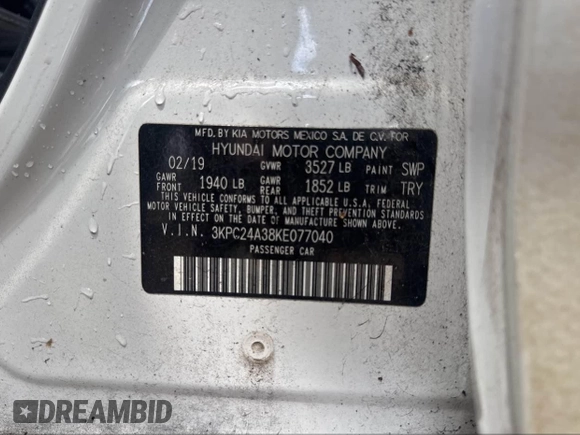 MFD. BY KIA MOTORS MEXICO S.A. DE C.V. FOR
HYUNDAI MOTOR COMPANY
02/19 GVWR 3527 LB PAINT SWP
GAWR FRONT 1940 LB GAWR REAR 1852 LB TRIM TRY
THIS VEHICLE CONFORMS TO ALL APPLICABLE U.S.A. FEDERAL
MOTOR VEHICLE SAFETY, BUMPER, AND THEFT PREVENTION STANDARDS
IN EFFECT ON THE DATE OF MANUFACTURE SHOWN ABOVE.
V.I.N. 3KPC24A38KE077040
PASSENGER CAR
DREAMBID